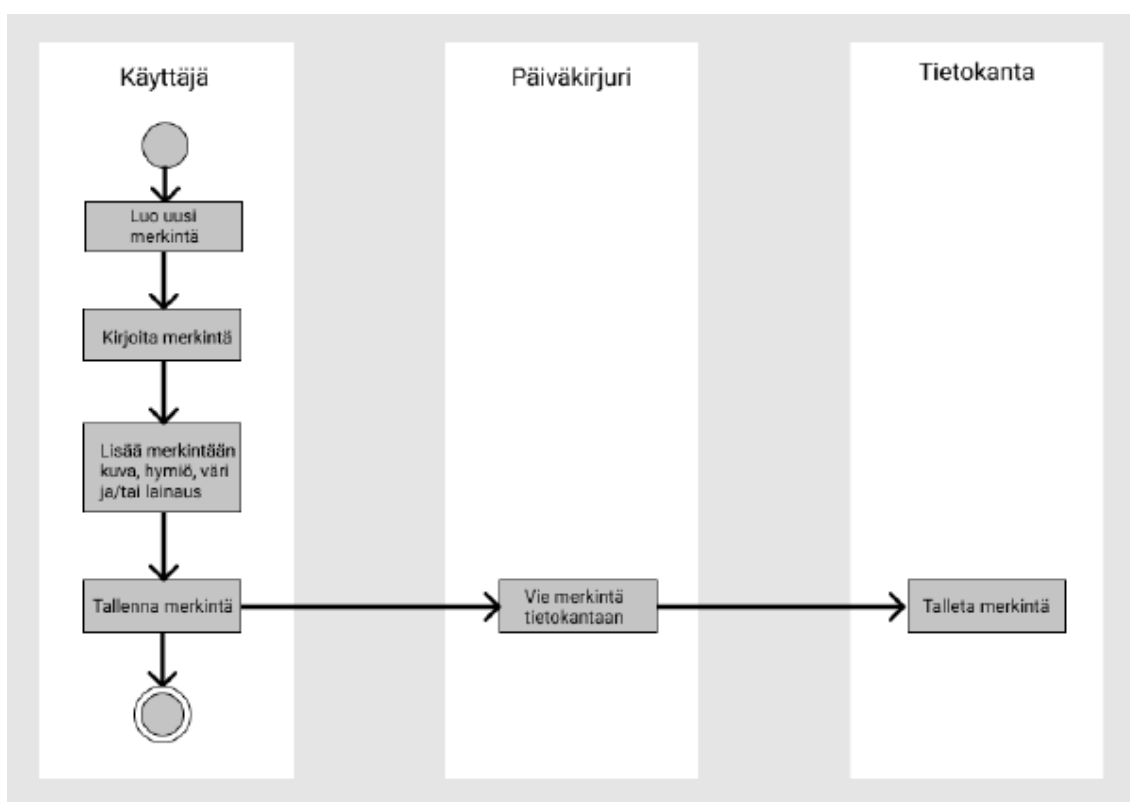 Käyttäjä
Päiväkirjuri
Tietokanta
Luo uusi
merkintä
Kirjoita merkintä
Lisää merkintään
kuva, hymiö, väri
ja/tai lainaus
Tallenna merkintä
Vie merkintä
tietokantaan
Talleta merkintä